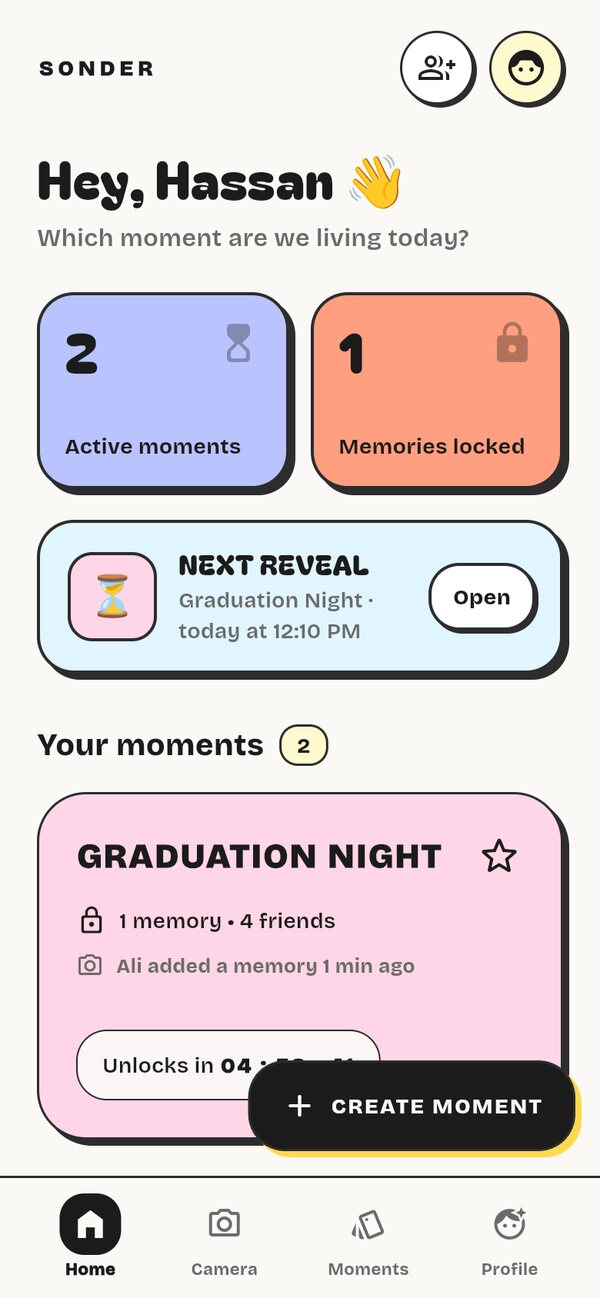 SONDER
Hey, Hassan 👋
Which moment are we living today?
2
Active moments
1
Memories locked
NEXT REVEAL
Graduation Night ·
today at 12:10 PM
Open
Your moments 2
GRADUATION NIGHT
1 memory • 4 friends
Ali added a memory 1 min ago
Unlocks in 04 :
CREATE MOMENT
Home
Camera
Moments
Profile